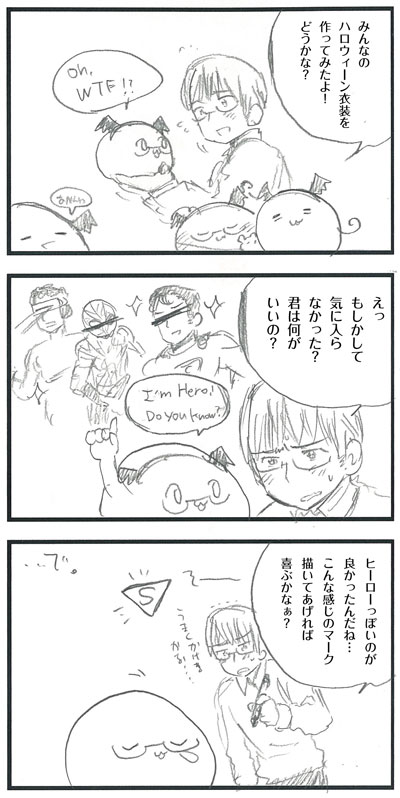 みんなの
ハロウィーン衣装を
作ってみたよ！
どうかな？
Oh,
WTF!?
えっ
もしかして
気に入ら
なかった？
君は何が
いいの？
I'm Hero!
Do you know?
ヒーローっぽいのが
良かったんだね…
こんな感じのマーク
描いてあげれば
喜ぶかなぁ？
S
うまく かけま
かな…